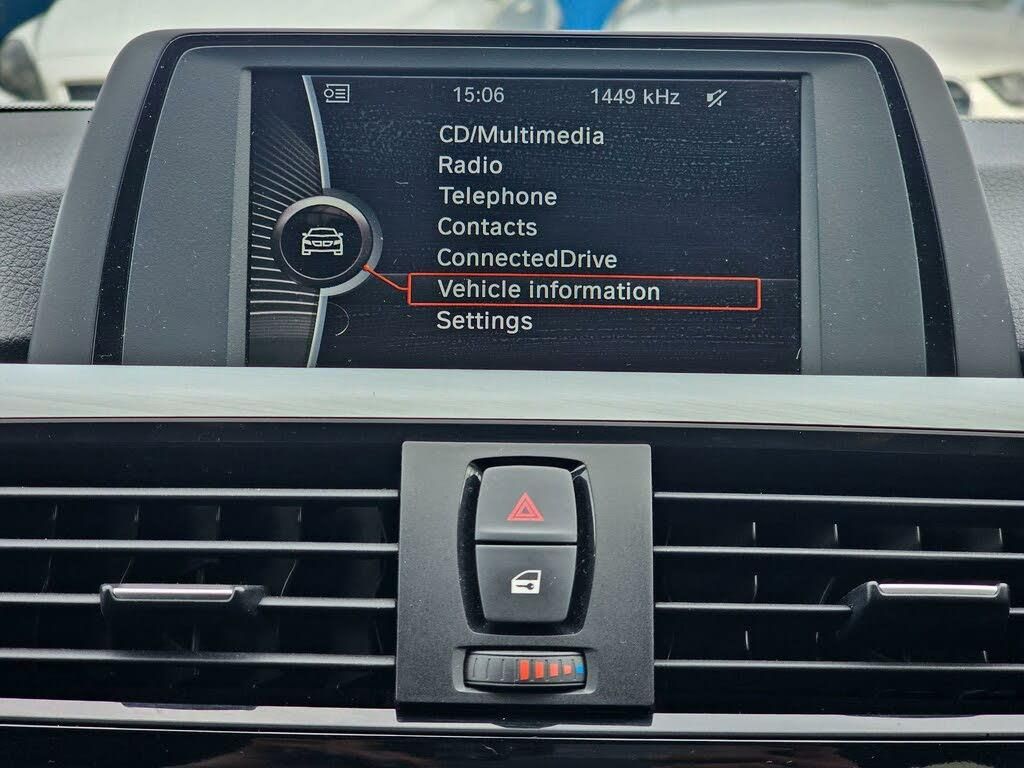 15:06 1449 kHz
CD/Multimedia
Radio
Telephone
Contacts
ConnectedDrive
Vehicle information
Settings